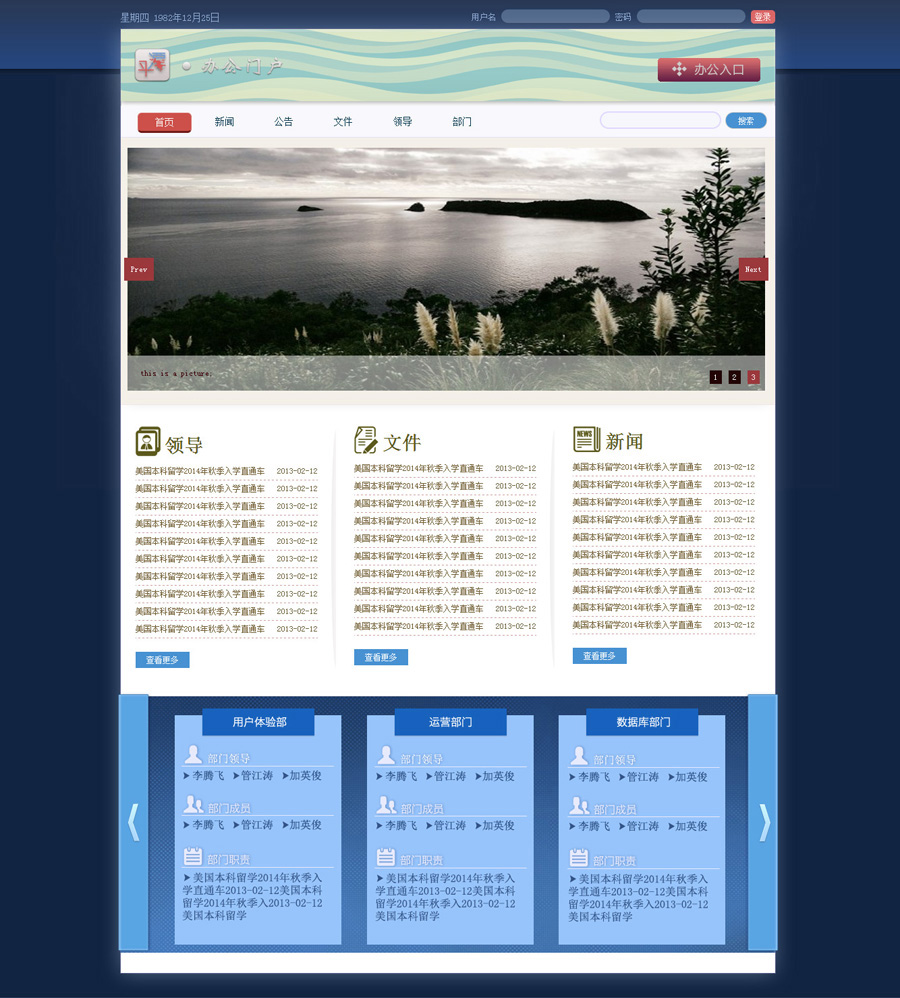 星期四 1982年12月25日 用户名 密码 登录
平海 办公门户
办公入口
首页 新闻 公告 文件 领导 部门 搜索
Prev Next
this is a picture. 1 2 3
领导
美国本科留学2014年秋季入学直通车 2013-02-12
美国本科留学2014年秋季入学直通车 2013-02-12
美国本科留学2014年秋季入学直通车 2013-02-12
美国本科留学2014年秋季入学直通车 2013-02-12
美国本科留学2014年秋季入学直通车 2013-02-12
美国本科留学2014年秋季入学直通车 2013-02-12
美国本科留学2014年秋季入学直通车 2013-02-12
美国本科留学2014年秋季入学直通车 2013-02-12
美国本科留学2014年秋季入学直通车 2013-02-12
美国本科留学2014年秋季入学直通车 2013-02-12
查看更多
文件
美国本科留学2014年秋季入学直通车 2013-02-12
美国本科留学2014年秋季入学直通车 2013-02-12
美国本科留学2014年秋季入学直通车 2013-02-12
美国本科留学2014年秋季入学直通车 2013-02-12
美国本科留学2014年秋季入学直通车 2013-02-12
美国本科留学2014年秋季入学直通车 2013-02-12
美国本科留学2014年秋季入学直通车 2013-02-12
美国本科留学2014年秋季入学直通车 2013-02-12
美国本科留学2014年秋季入学直通车 2013-02-12
美国本科留学2014年秋季入学直通车 2013-02-12
查看更多
NEWS
新闻
美国本科留学2014年秋季入学直通车 2013-02-12
美国本科留学2014年秋季入学直通车 2013-02-12
美国本科留学2014年秋季入学直通车 2013-02-12
美国本科留学2014年秋季入学直通车 2013-02-12
美国本科留学2014年秋季入学直通车 2013-02-12
美国本科留学2014年秋季入学直通车 2013-02-12
美国本科留学2014年秋季入学直通车 2013-02-12
美国本科留学2014年秋季入学直通车 2013-02-12
美国本科留学2014年秋季入学直通车 2013-02-12
美国本科留学2014年秋季入学直通车 2013-02-12
查看更多
用户体验部
部门领导
李腾飞 管江涛 加英俊
部门成员
李腾飞 管江涛 加英俊
部门职责
美国本科留学2014年秋季入
学直通车2013-02-12美国本科
留学2014年秋季入2013-02-12
美国本科留学
运营部门
部门领导
李腾飞 管江涛 加英俊
部门成员
李腾飞 管江涛 加英俊
部门职责
美国本科留学2014年秋季入
学直通车2013-02-12美国本科
留学2014年秋季入2013-02-12
美国本科留学
数据库部门
部门领导
李腾飞 管江涛 加英俊
部门成员
李腾飞 管江涛 加英俊
部门职责
美国本科留学2014年秋季入
学直通车2013-02-12美国本科
留学2014年秋季入2013-02-12
美国本科留学